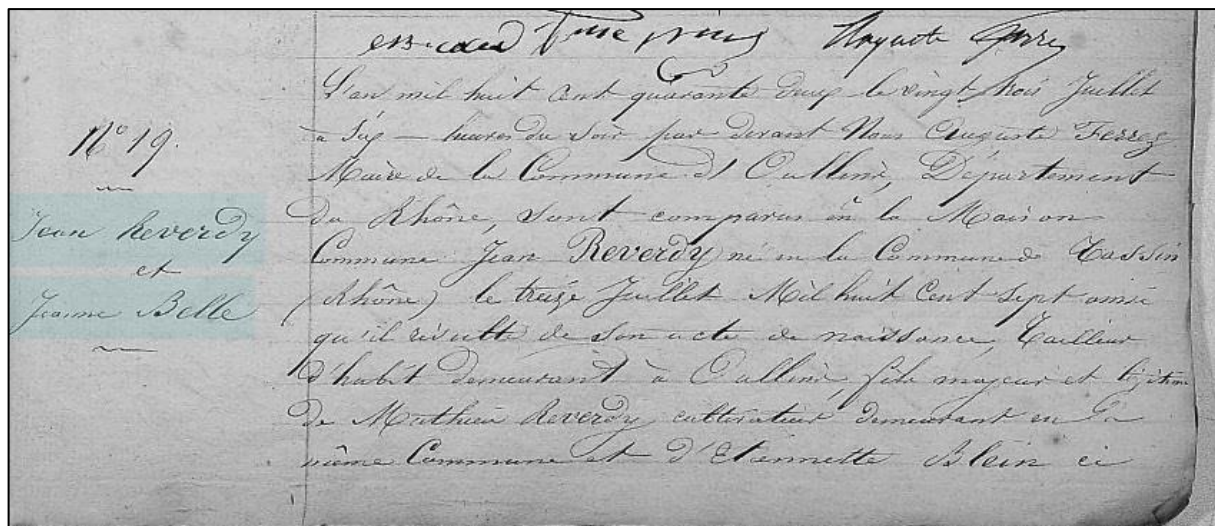 Auguste Ferrez
N° 19.
Jean Reverdy
et
Jeanne Belle
L'an mil huit Cent quarante deux le vingt trois Juillet
à Six — heures du Soir par devant Nous Auguste Ferrez
Maire de la Commune d'Oullins, Département
du Rhône, Sont comparus en la Maison
Commune Jean Reverdy né en la Commune de Tassin
(Rhône) le treize Juillet Mil huit Cent Sept ainsi
qu'il résulte de son acte de naissance, Tailleur
d'habit demeurant à Oullins, fils majeur et légitime
de Mathieu Reverdy cultivateur demeurant en la
même Commune et d'Etiennette Blein ci